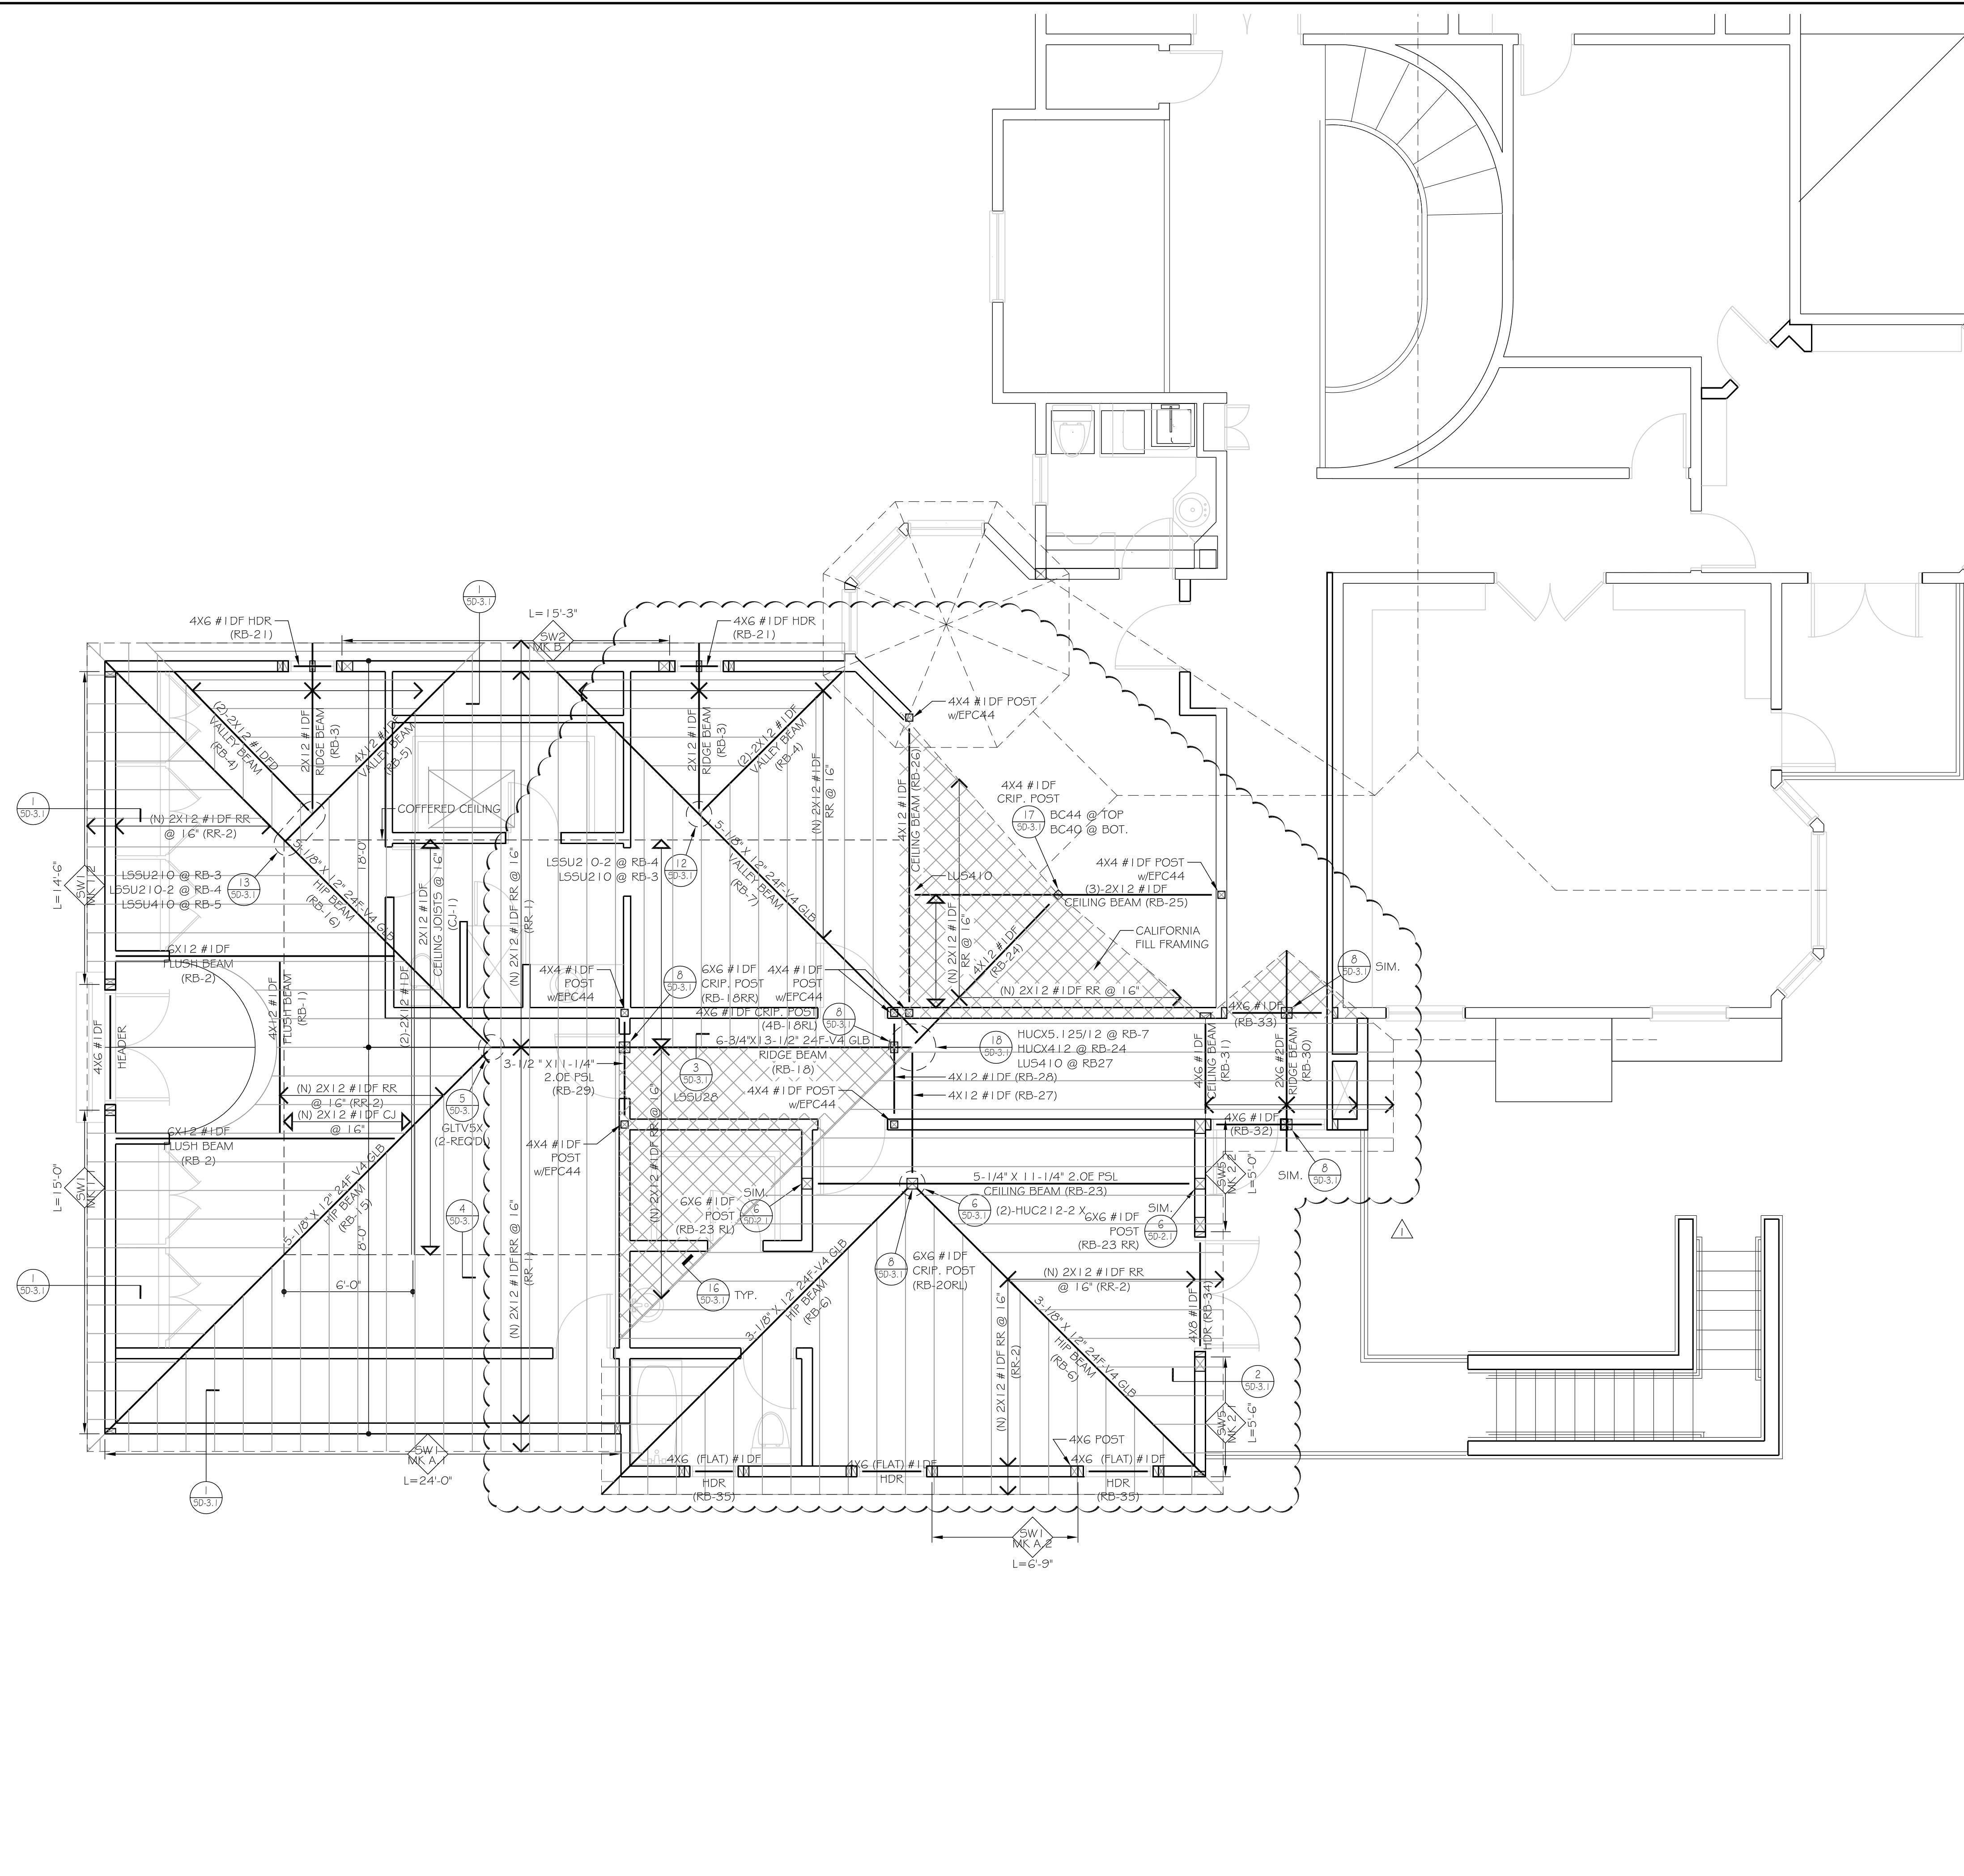 1
SD-3.1
L=15'-3"
SW2
MK B.1
4X6 #1DF HDR
(RB-21)
4X6 #1DF HDR
(RB-21)
(2)-2X12 #1DFD
VALLEY BEAM
(RB-4)
2X12 #1DF
RIDGE BEAM
(RB-3)
4X12 #1DF
VALLEY BEAM
(RB-5)
2X12 #1DF
RIDGE BEAM
(RB-3)
(2)-2X12 #1DF
VALLEY BEAM
(RB-4)
(N) 2X12 #1DF
RR @ 16"
4X4 #1DF POST
w/EPC44
4X12 #1DF
CEILING BEAM (RB-26)
4X4 #1DF
CRIP. POST
17
SD-3.1
BC44 @ TOP
BC40 @ BOT.
1
SD-3.1
(N) 2X12 #1DF RR
@ 16" (RR-2)
COFFERED CEILING
18'-0"
5-1/8" X 12" 24F-V4 GLB
HIP BEAM
(RB-16)
5-1/8" X 12" 24F-V4 GLB
VALLEY BEAM
(RB-7)
LSSU2 0-2 @ RB-4
LSSU210 @ RB-3
12
SD-3.1
4X4 #1DF POST
w/EPC44
L=14'-6"
SW1
MK 1.2
LSSU210 @ RB-3
LSSU210-2 @ RB-4
LSSU410 @ RB-5
13
SD-3.1
2X12 #1DF
CEILING JOISTS @ 16"
(CJ-1)
(N) 2X12 #1DF RR @ 16"
(RR-1)
LUS410
(3)-2X12 #1DF
CEILING BEAM (RB-25)
(N) 2X12 #1DF
RR @ 16"
4X12 #1DF
(RB-24)
CALIFORNIA
FILL FRAMING
(N) 2X12 #1DF RR @ 16"
6X12 #1DF
FLUSH BEAM
(RB-2)
4X12 #1DF
FLUSH BEAM
(RB-1)
(2)-2X12 #1DF
4X4 #1DF
POST
w/EPC44
8
SD-3.1
6X6 #1DF
CRIP. POST
(RB-18RR)
4X4 #1DF
POST
w/EPC44
8
SD-3.1
SIM.
4X6 #1DF CRIP. POST
(4B-18RL)
8
SD-3.1
4X6 #1DF
(RB-33)
6-3/4"X13-1/2" 24F-V4 GLB
RIDGE BEAM
(RB-18)
18
SD-3.1
HUCX5.125/12 @ RB-7
HUCX412 @ RB-24
LUS410 @ RB27
4X6 #1DF
HEADER
4X6 #1DF
CEILING BEAM
(RB-31)
2X6 #2DF
RIDGE BEAM
(RB-30)
3-1/2 " X11-1/4"
2.0E PSL
(RB-29)
3
SD-3.1
LSSU28
4X12 #1DF (RB-28)
4X4 #1DF POST
w/EPC44
4X12 #1DF (RB-27)
(N) 2X12 #1DF RR
@ 16" (RR-2)
(N) 2X12 #1DF CJ
@ 16"
5
SD-3.1
GLTV5X
(2-REQ'D)
6X12 #1DF
FLUSH BEAM
(RB-2)
4X4 #1DF
POST
w/EPC44
(N) 2X12 #1DF RR @ 16"
4X6 #1DF
(RB-32)
SIM.
8
SD-3.1
L=15'-0"
SW1
MK 1.1
5-1/8" X 12" 24F V4 GLB
HIP BEAM
(RB-15)
8'-0"
4
SD-3.1
SIM.
6X6 #1DF
POST
(RB-23 RL)
6
SD-2.1
5-1/4" X 11-1/4" 2.0E PSL
CEILING BEAM (RB-23)
SW5
MK 2.2
L=5'-0"
6
SD-3.1
(2)-HUC212-2 X
SIM.
6X6 #1DF
POST
(RB-23 RR)
6
SD-2.1
1
1
SD-3.1
6'-0"
(N) 2X12 #1DF RR @ 16"
(RR-1)
16
SD-3.1
TYP.
8
SD-3.1
6X6 #1DF
CRIP. POST
(RB-20RL)
(N) 2X12 #1DF RR
@ 16" (RR-2)
3-1/8" X 12" 24F-V4 GLB
HIP BEAM
(RB-6)
(N) 2X12 #1DF RR @ 16"
(RR-2)
3-1/8" X 12" 24F-V4 GLB
HIP BEAM
(RB-6)
4X8 #1DF
HDR (RB-34)
2
SD-3.1
SW5
MK 2.1
L=5'-6"
SW1
MK A.1
L=24'-0"
4X6 (FLAT) #1DF
HDR
(RB-35)
4X6 (FLAT) #1DF
HDR
4X6 POST
4X6 (FLAT) #1DF
HDR
(RB-35)
1
SD-3.1
SW1
MK A.2
L=6'-9"